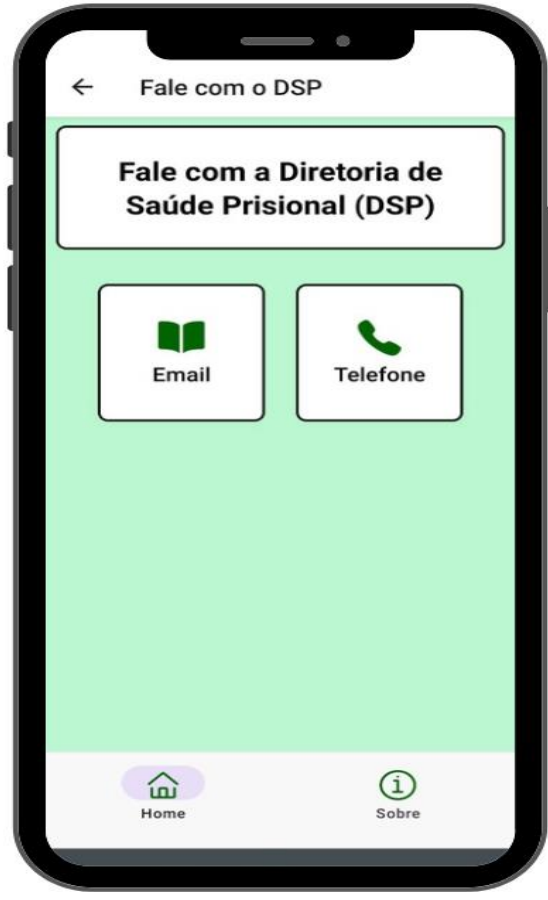 Fale com o DSP
Fale com a Diretoria de
Saúde Prisional (DSP)
Email
Telefone
Home
Sobre